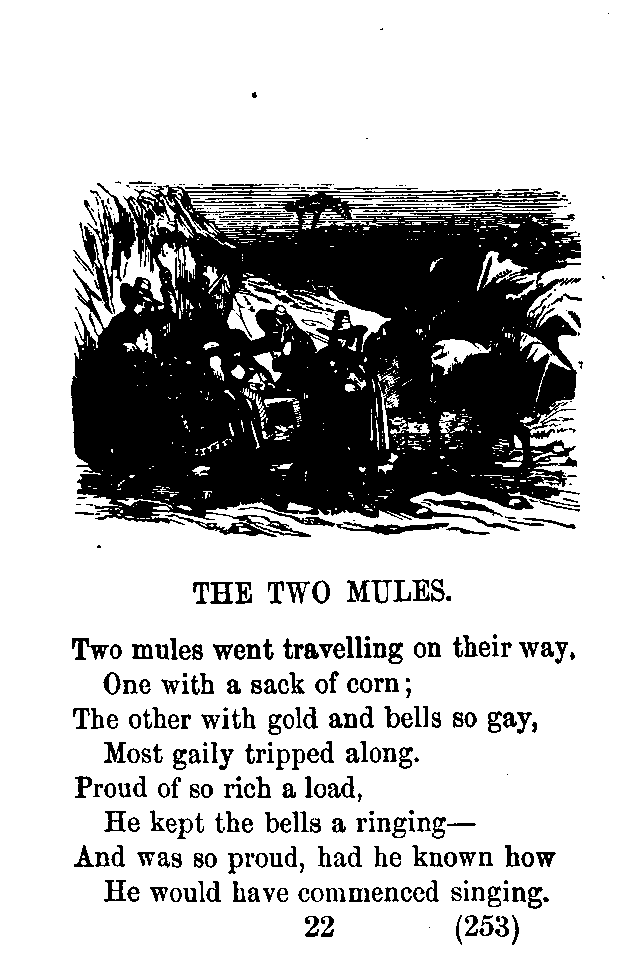 THE TWO MULES.
Two mules went travelling on their way,
One with a sack of corn;
The other with gold and bells so gay,
Most gaily tripped along.
Proud of so rich a load,
He kept the bells a ringing—
And was so proud, had he known how
He would have commenced singing.
22 (253)